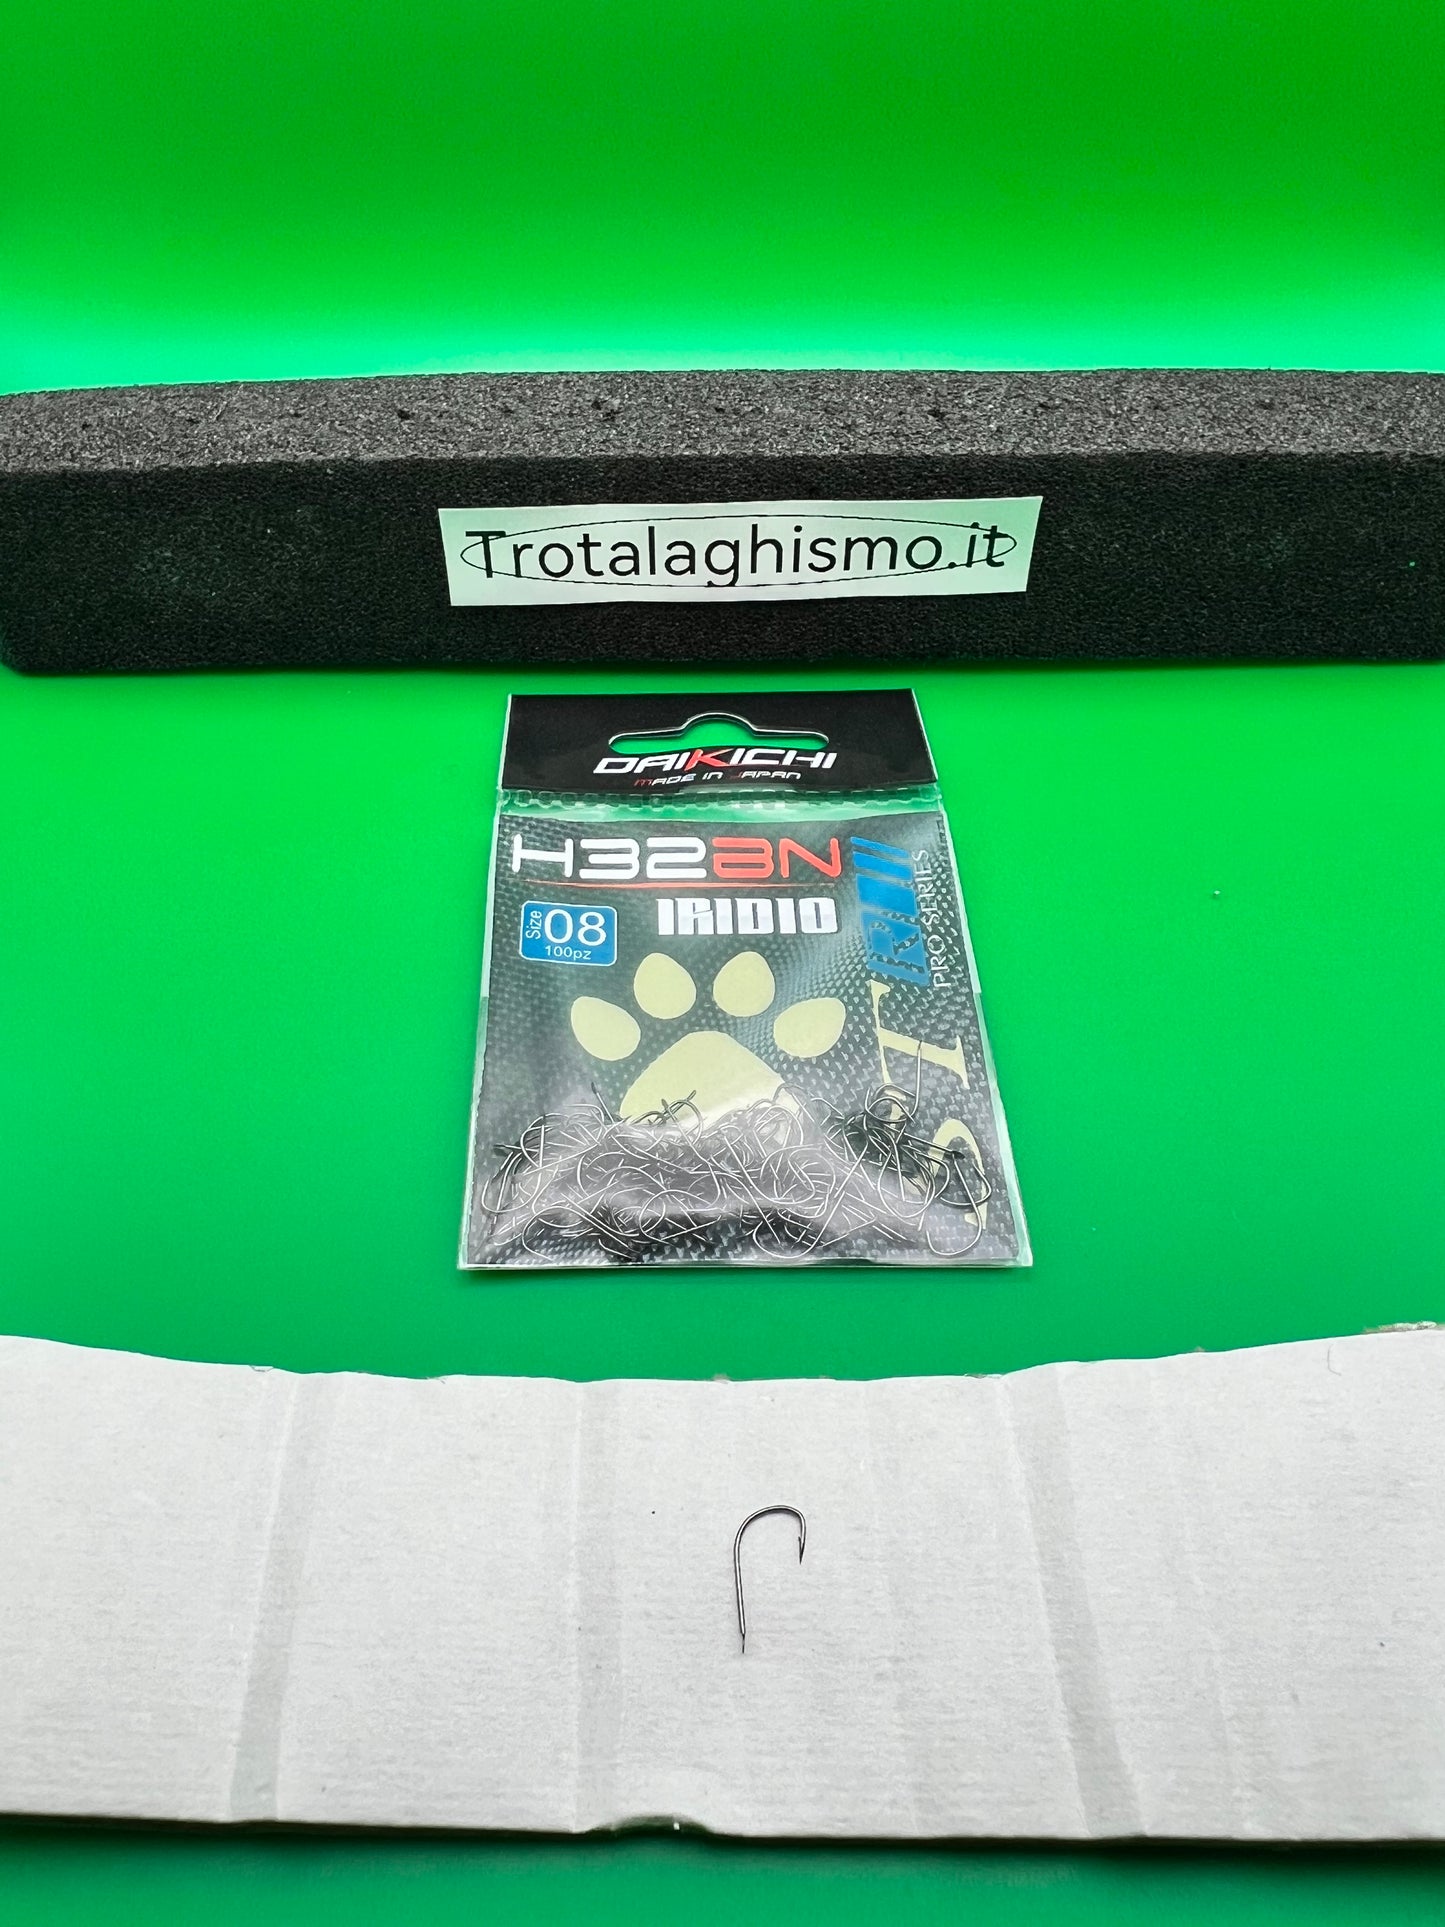 Trotalaghismo.it
DAIKICHI
MADE IN JAPAN
H32BN
IRIDIO
Size 08
100pz
PRO SERIES